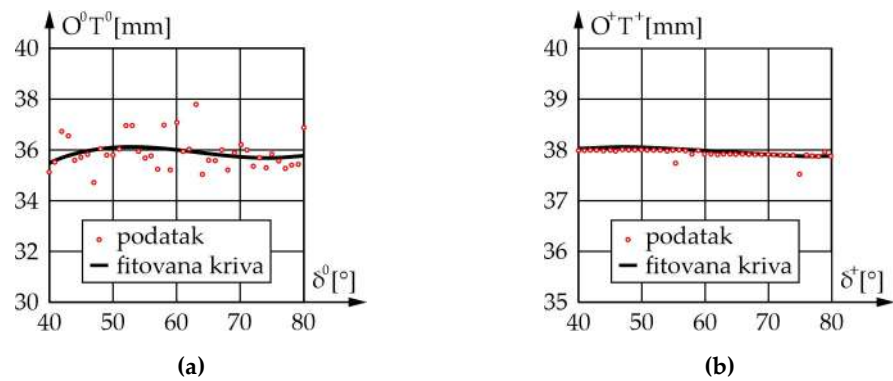 O⁰T⁰[mm]
40
38
36
34
32
30
podatak
fitovana kriva
δ⁰[°]
40 50 60 70 80
(a)
O⁺T⁺[mm]
40
39
38
37
36
35
podatak
fitovana kriva
δ⁺[°]
40 50 60 70 80
(b)